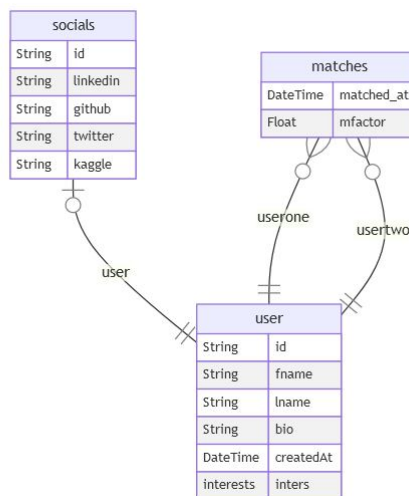 socials
String id
String linkedin
String github
String twitter
String kaggle
matches
DateTime matched_at
Float mfactor
userone
usertwo
user
user
String id
String fname
String lname
String bio
DateTime createdAt
interests inters